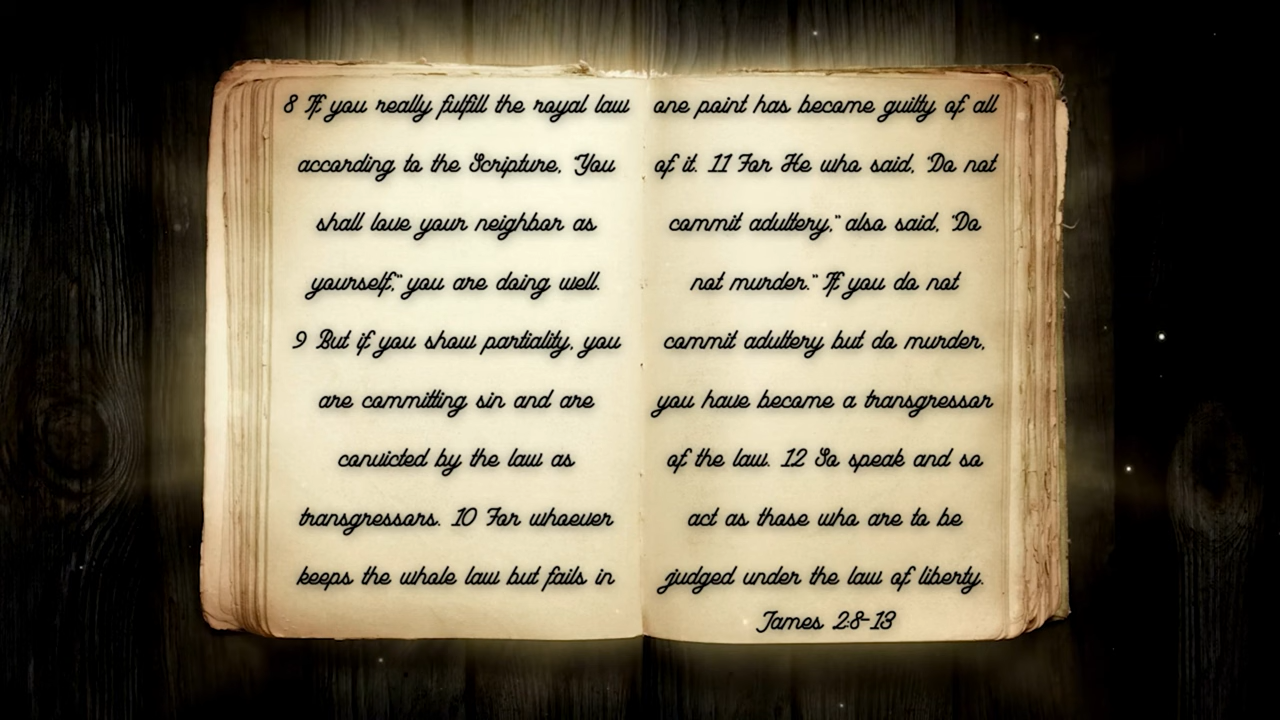 8 If you really fulfill the royal law
according to the Scripture, "You
shall love your neighbor as
yourself," you are doing well.
9 But if you show partiality, you
are committing sin and are
convicted by the law as
transgressors. 10 For whoever
keeps the whole law but fails in
one point has become guilty of all
of it. 11 For He who said, "Do not
commit adultery," also said, "Do
not murder." If you do not
commit adultery but do murder,
you have become a transgressor
of the law. 12 So speak and so
act as those who are to be
judged under the law of liberty.
James 2:8-13